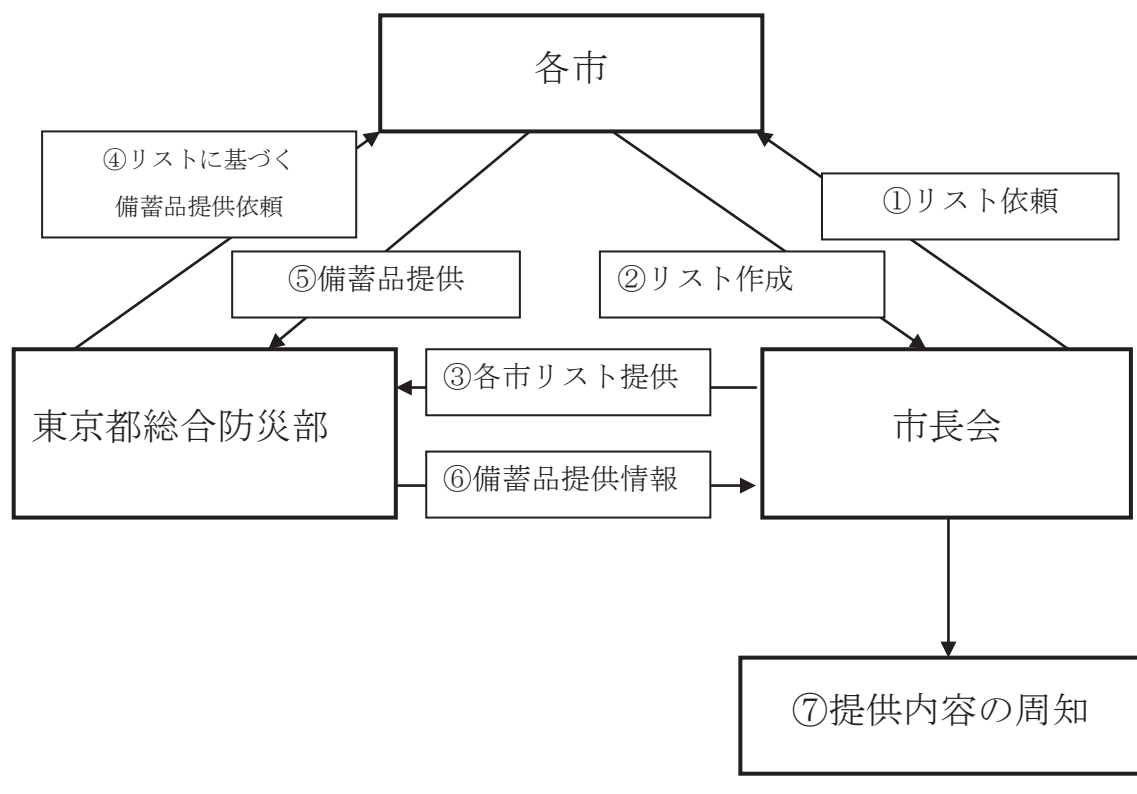 各市
④リストに基づく
備蓄品提供依頼
①リスト依頼
⑤備蓄品提供
②リスト作成
③各市リスト提供
東京都総合防災部
市長会
⑥備蓄品提供情報
⑦提供内容の周知